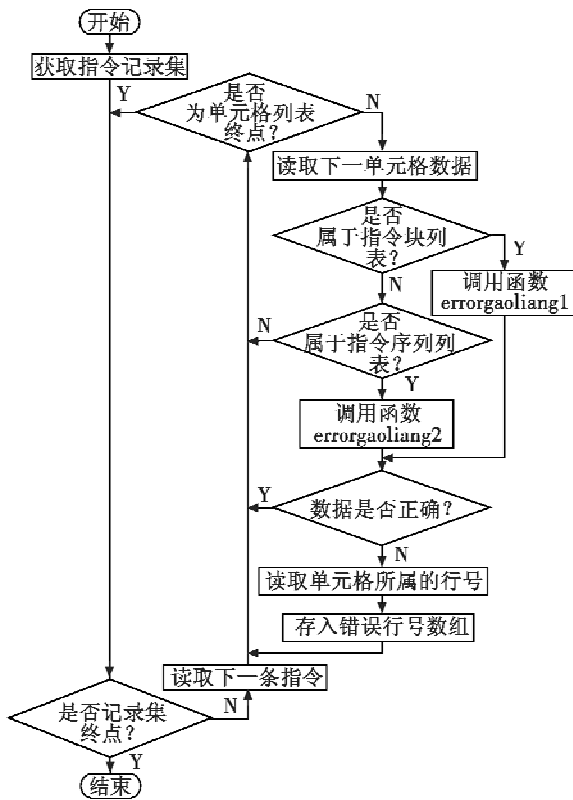 开始
获取指令记录集
Y
是否
为单元格列表
终点?
N
读取下一单元格数据
是否
属于指令块列
表?
Y
N
调用函数
errorgaoliang1
是否
属于指令序列列
表?
N
Y
调用函数
errorgaoliang2
数据是否正确?
Y
N
读取单元格所属的行号
存入错误行号数组
读取下一条指令
是否记录集
终点?
N
Y
结束